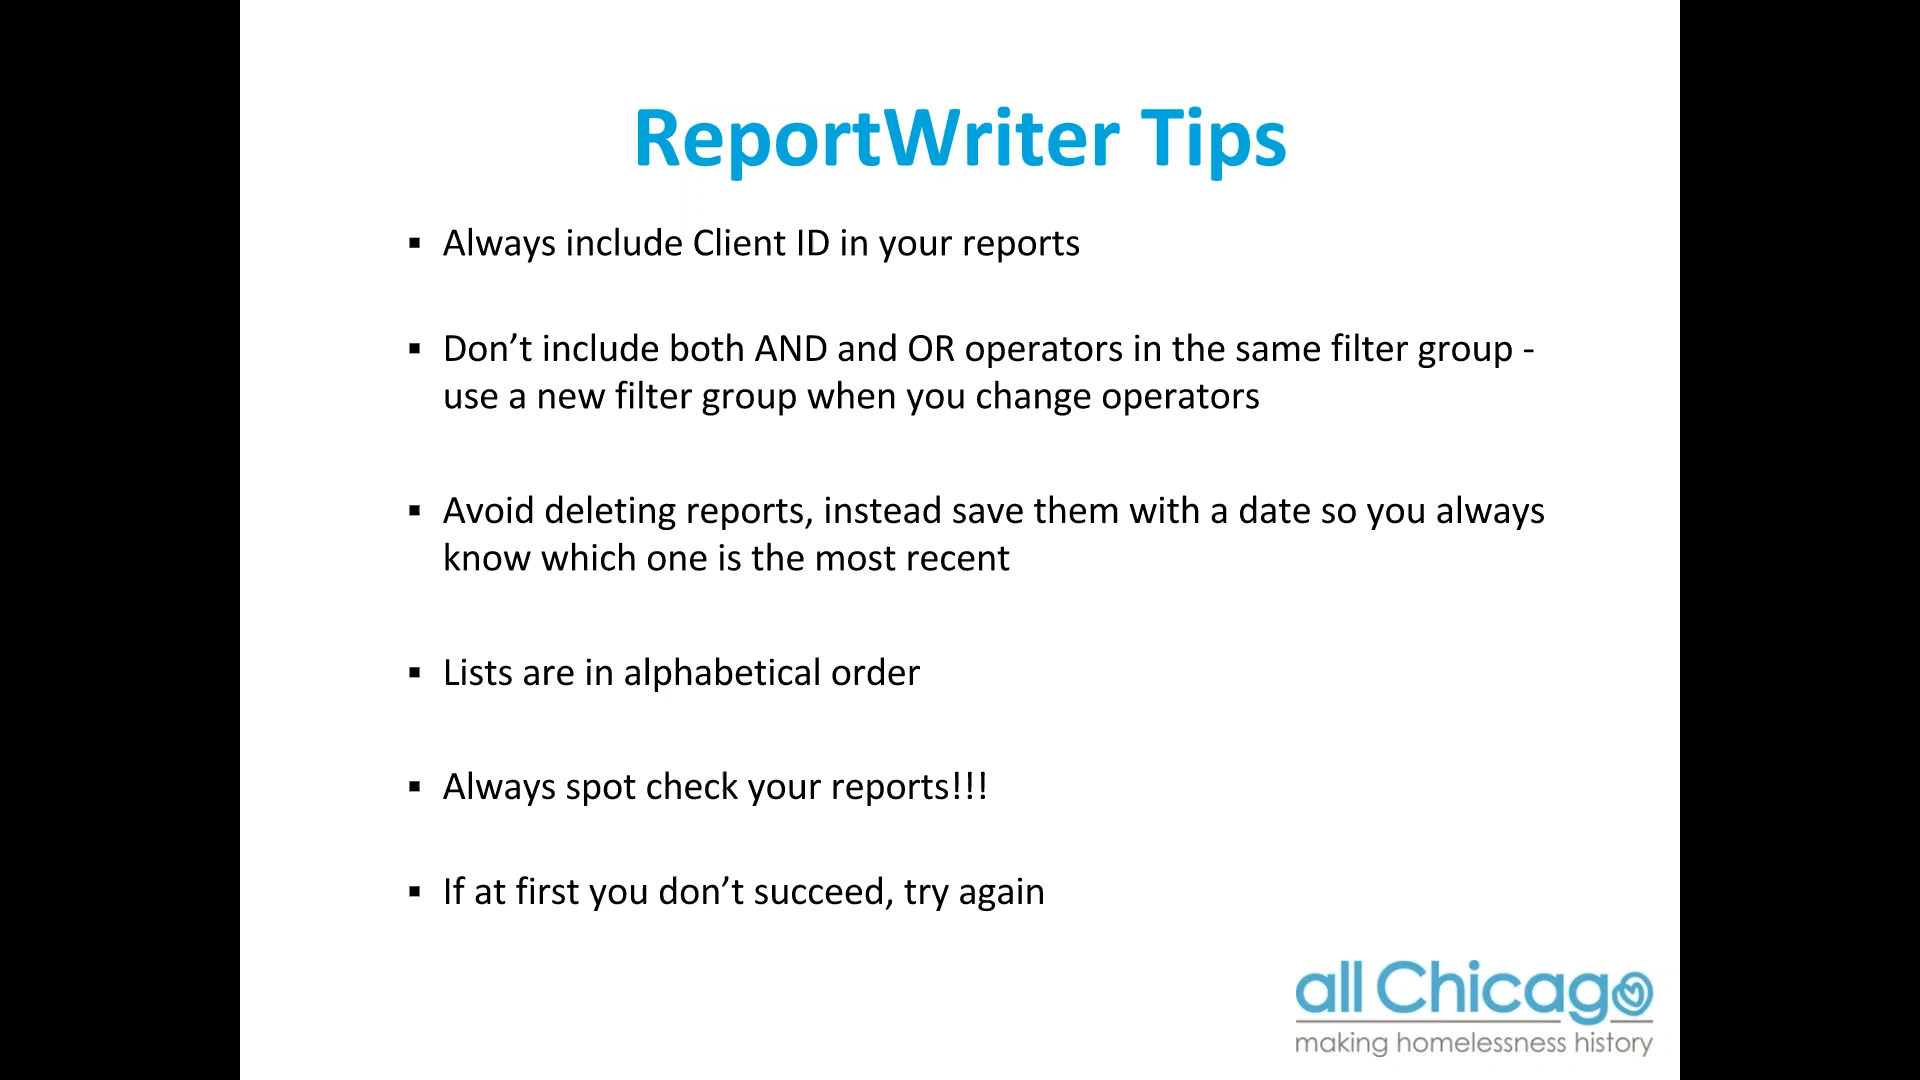 ReportWriter Tips
▪ Always include Client ID in your reports
▪ Don’t include both AND and OR operators in the same filter group -
use a new filter group when you change operators
▪ Avoid deleting reports, instead save them with a date so you always
know which one is the most recent
▪ Lists are in alphabetical order
▪ Always spot check your reports!!!
▪ If at first you don’t succeed, try again
all Chicago
making homelessness history